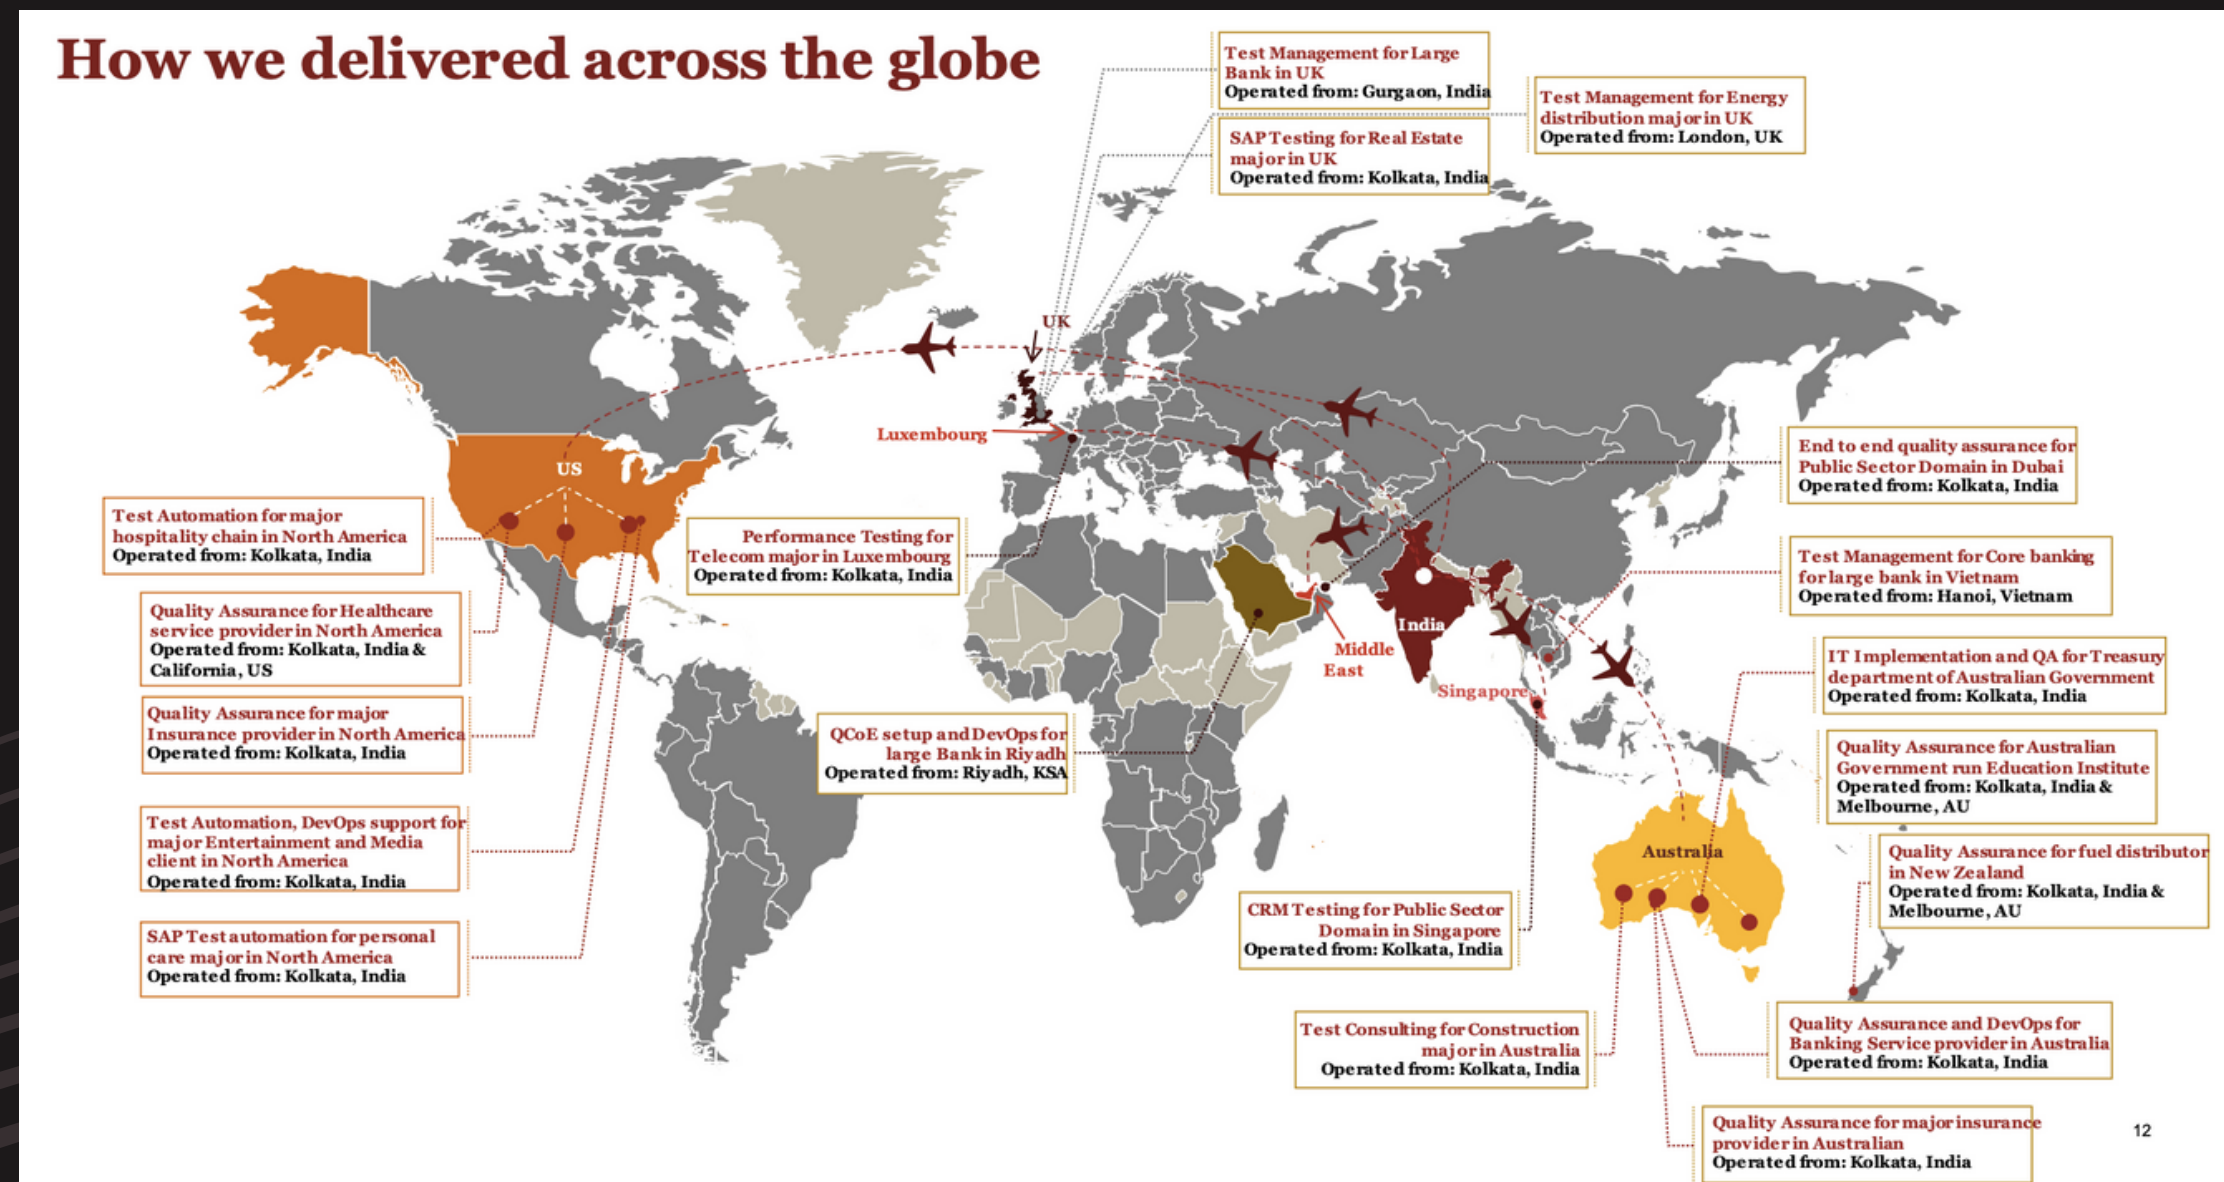 How we delivered across the globe
Test Management for Large
Bank in UK
Operated from: Gurgaon, India
Test Management for Energy
distribution major in UK
Operated from: London, UK
SAP Testing for Real Estate
major in UK
Operated from: Kolkata, India
UK
Luxembourg
US
India
Middle
East
Singapore
Australia
Test Automation for major
hospitality chain in North America
Operated from: Kolkata, India
Quality Assurance for Healthcare
service provider in North America
Operated from: Kolkata, India &
California, US
Quality Assurance for major
Insurance provider in North America
Operated from: Kolkata, India
Test Automation, DevOps support for
major Entertainment and Media
client in North America
Operated from: Kolkata, India
SAP Test automation for personal
care major in North America
Operated from: Kolkata, India
Performance Testing for
Telecom major in Luxembourg
Operated from: Kolkata, India
QCoE setup and DevOps for
large Bank in Riyadh
Operated from: Riyadh, KSA
End to end quality assurance for
Public Sector Domain in Dubai
Operated from: Kolkata, India
Test Management for Core banking
for large bank in Vietnam
Operated from: Hanoi, Vietnam
IT Implementation and QA for Treasury
department of Australian Government
Operated from: Kolkata, India
Quality Assurance for Australian
Government run Education Institute
Operated from: Kolkata, India &
Melbourne, AU
Quality Assurance for fuel distributor
in New Zealand
Operated from: Kolkata, India &
Melbourne, AU
CRM Testing for Public Sector
Domain in Singapore
Operated from: Kolkata, India
Test Consulting for Construction
major in Australia
Operated from: Kolkata, India
Quality Assurance and DevOps for
Banking Service provider in Australia
Operated from: Kolkata, India
Quality Assurance for major insurance
provider in Australian
Operated from: Kolkata, India
12